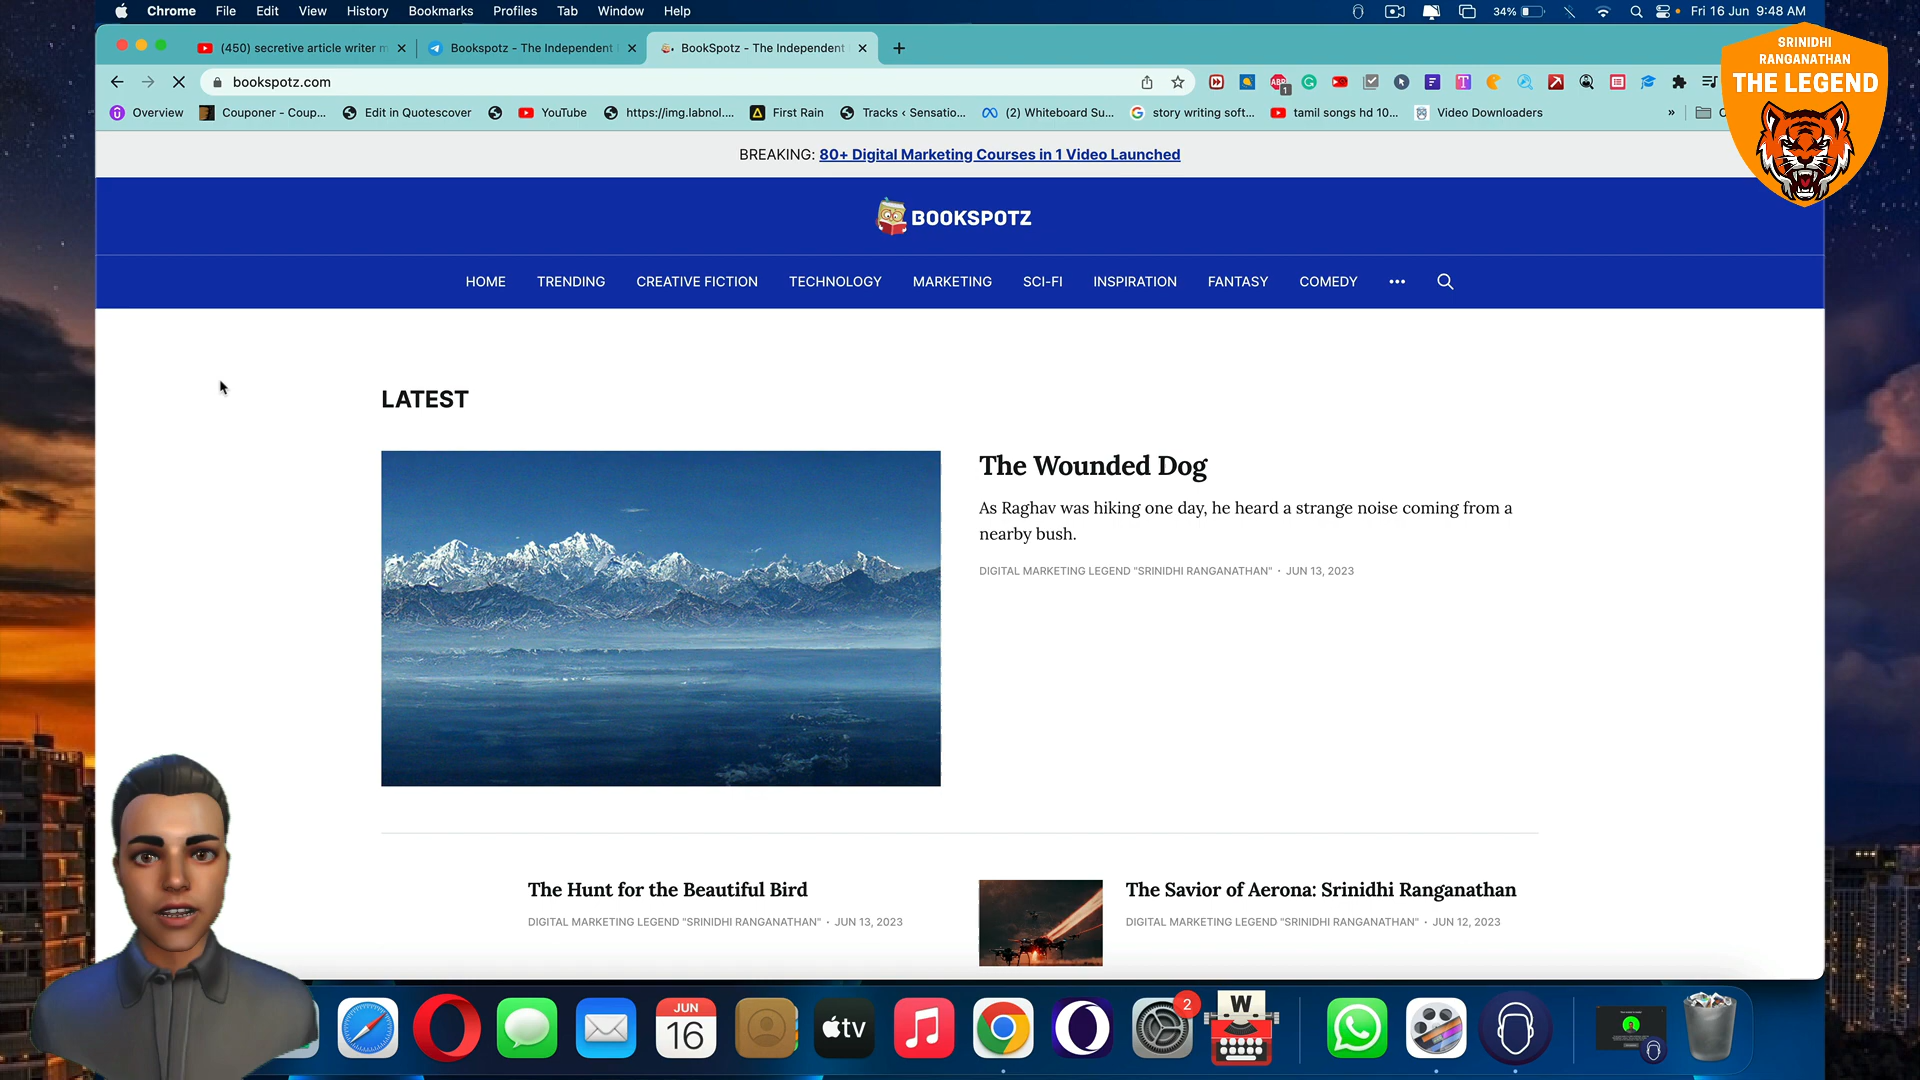 Chrome File Edit View History Bookmarks Profiles Tab Window Help 34% Fri 16 Jun 9:48 AM
SRINIDHI
RANGANATHAN
THE LEGEND
(450) secretive article writer Bookspotz - The Independent BookSpotz - The Independent
bookspotz.com
Overview Couponer - Coup... Edit in Quotescover YouTube https://img.labnol.... First Rain Tracks ‹ Sensatio... (2) Whiteboard Su... story writing soft... tamil songs hd 10... Video Downloaders »
BREAKING: 80+ Digital Marketing Courses in 1 Video Launched
BOOKSPOTZ
HOME TRENDING CREATIVE FICTION TECHNOLOGY MARKETING SCI-FI INSPIRATION FANTASY COMEDY •••
LATEST
The Wounded Dog
As Raghav was hiking one day, he heard a strange noise coming from a
nearby bush.
DIGITAL MARKETING LEGEND "SRINIDHI RANGANATHAN" • JUN 13, 2023
The Hunt for the Beautiful Bird
DIGITAL MARKETING LEGEND "SRINIDHI RANGANATHAN" • JUN 13, 2023
The Savior of Aerona: Srinidhi Ranganathan
DIGITAL MARKETING LEGEND "SRINIDHI RANGANATHAN" • JUN 12, 2023
JUN
16
tv
2
W